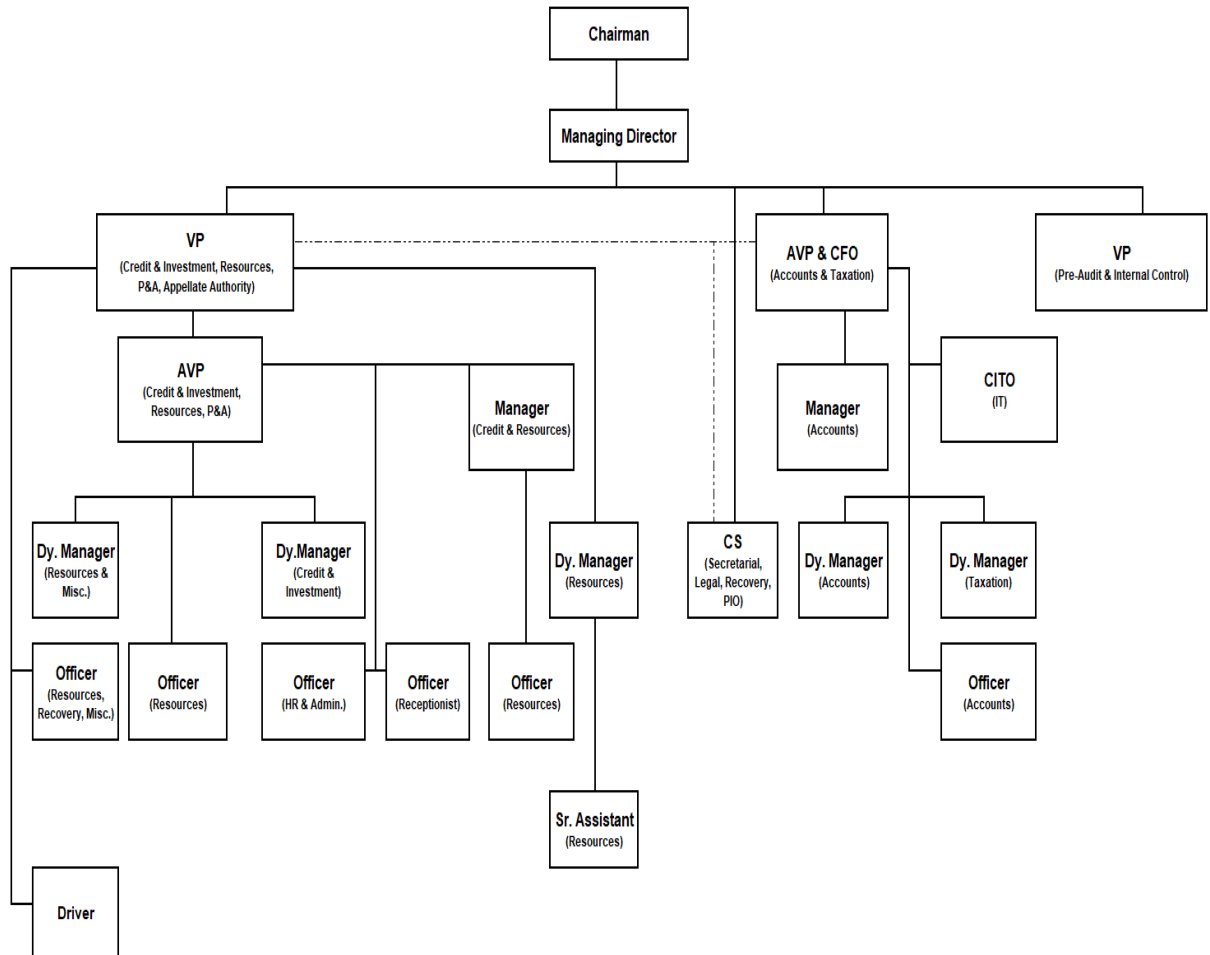 Chairman
Managing Director
VP
(Credit & Investment, Resources,
P&A, Appellate Authority)
AVP & CFO
(Accounts & Taxation)
VP
(Pre-Audit & Internal Control)
AVP
(Credit & Investment,
Resources, P&A)
Manager
(Credit & Resources)
Manager
(Accounts)
CITO
(IT)
Dy. Manager
(Resources &
Misc.)
Dy.Manager
(Credit &
Investment)
Dy. Manager
(Resources)
CS
(Secretarial,
Legal, Recovery,
PIO)
Dy. Manager
(Accounts)
Dy. Manager
(Taxation)
Officer
(Resources,
Recovery, Misc.)
Officer
(Resources)
Officer
(HR & Admin.)
Officer
(Receptionist)
Officer
(Resources)
Officer
(Accounts)
Sr. Assistant
(Resources)
Driver